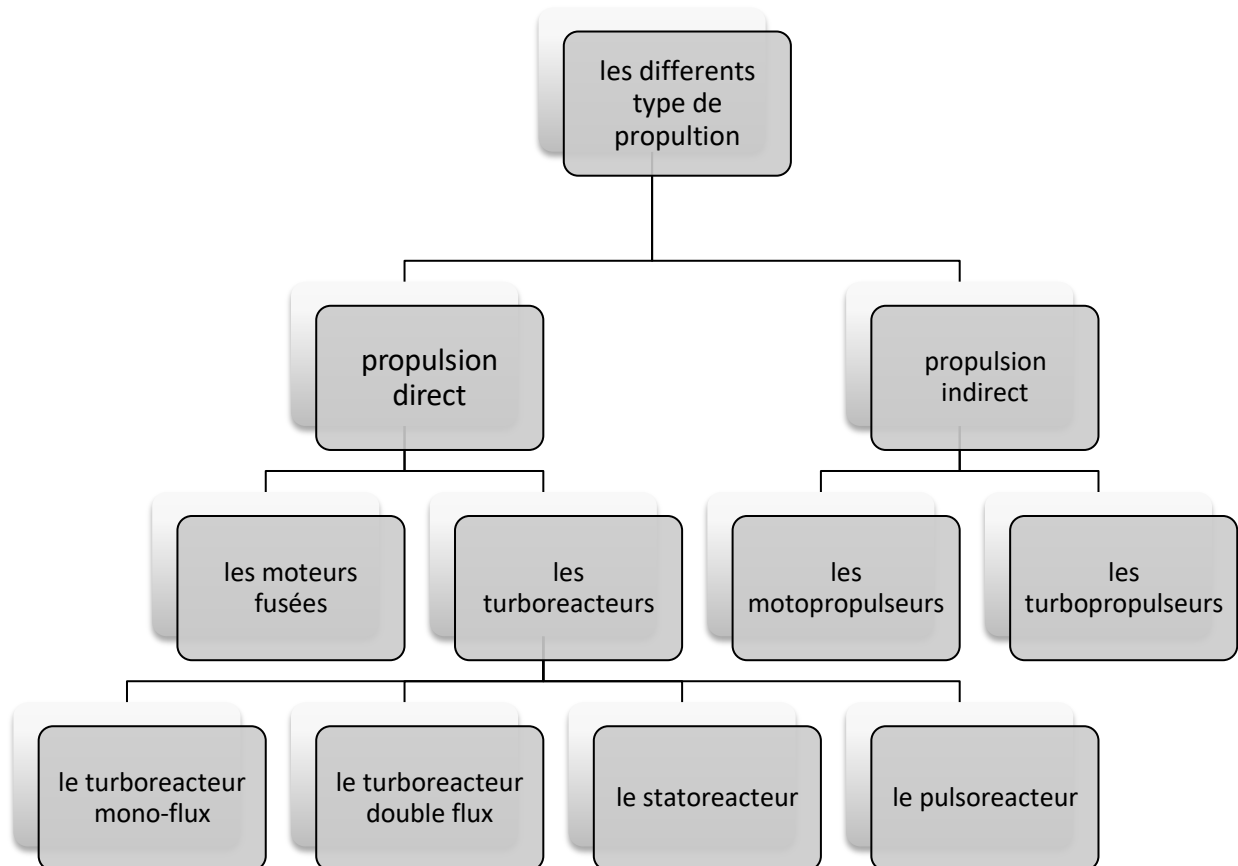 les differents
type de
propultion
propulsion
direct
propulsion
indirect
les moteurs
fusées
les
turboreacteurs
les
motopropulseurs
les
turbopropulseurs
le turboreacteur
mono-flux
le turboreacteur
double flux
le statoreacteur
le pulsoreacteur